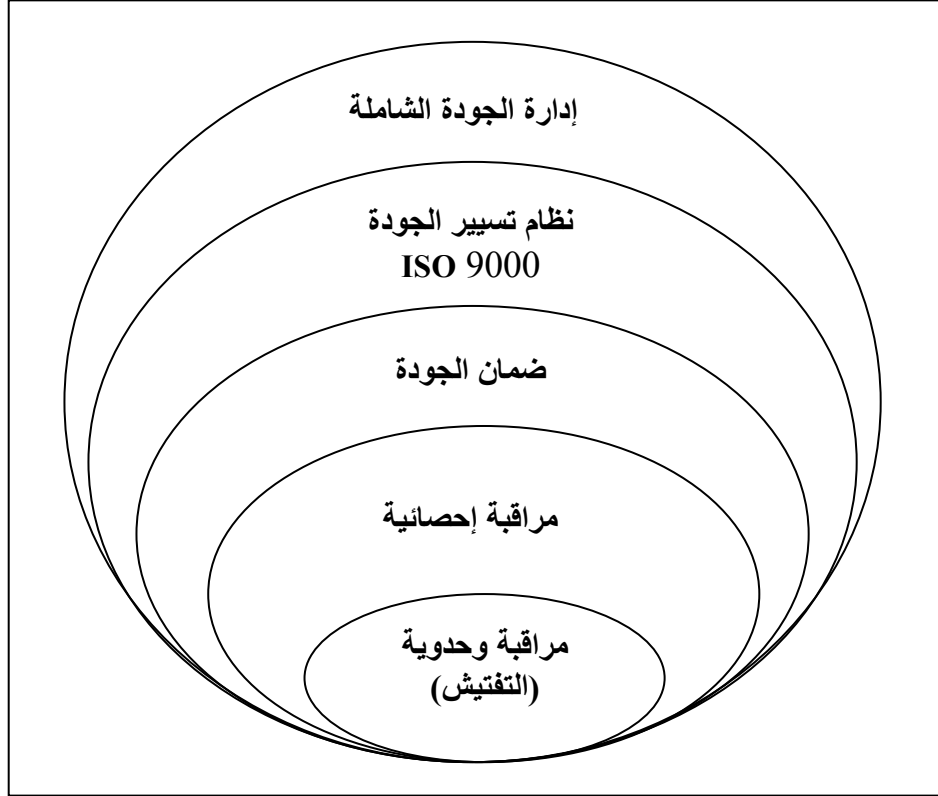 إدارة الجودة الشاملة
نظام تسيير الجودة
ISO 9000
ضمان الجودة
مراقبة إحصائية
مراقبة وحدوية
(التفتيش)